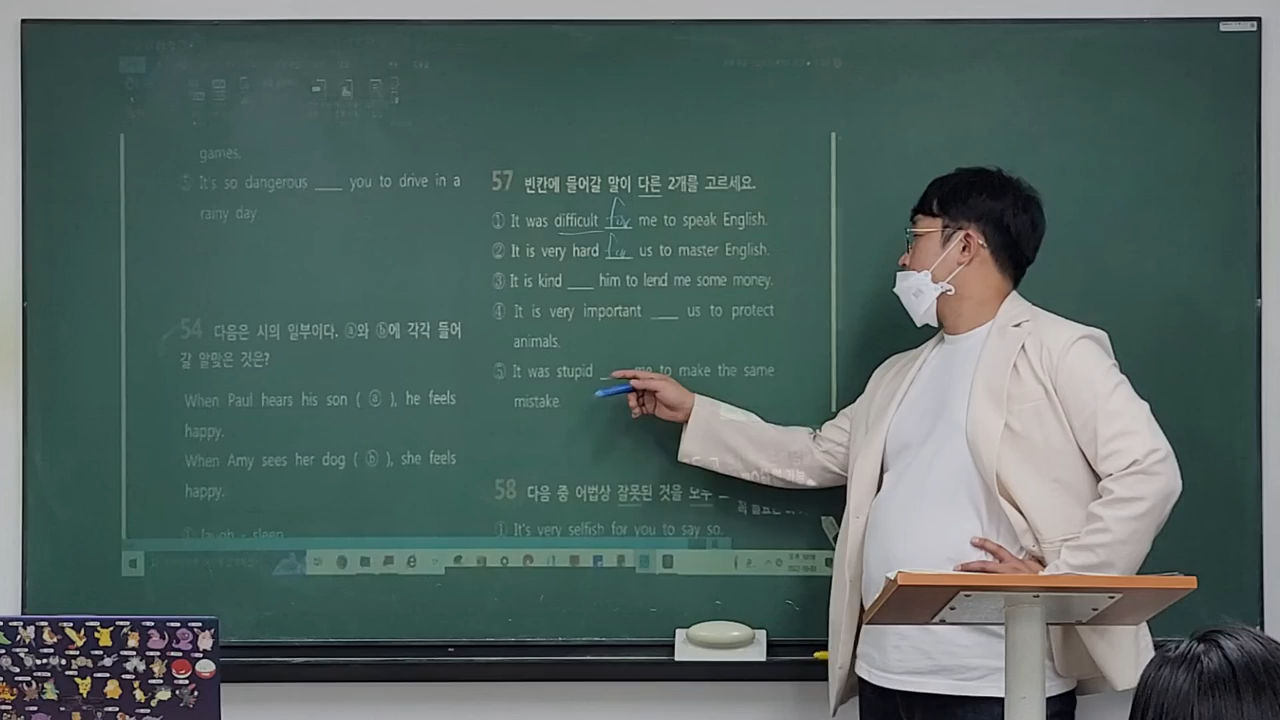 games.
⑤ It's so dangerous ____ you to drive in a
rainy day
54 다음은 시의 일부이다. ⓐ와 ⓑ에 각각 들어
갈 알맞은 것은?
When Paul hears his son ( ⓐ ), he feels
happy.
When Amy sees her dog ( ⓑ ), she feels
happy.
① laugh - sleep
57 빈칸에 들어갈 말이 다른 2개를 고르세요.
① It was difficult for me to speak English.
② It is very hard for us to master English.
③ It is kind ____ him to lend me some money.
④ It is very important ____ us to protect
animals.
⑤ It was stupid ____ me to make the same
mistake.
58 다음 중 어법상 잘못된 것을 모두
① It's very selfish for you to say so.